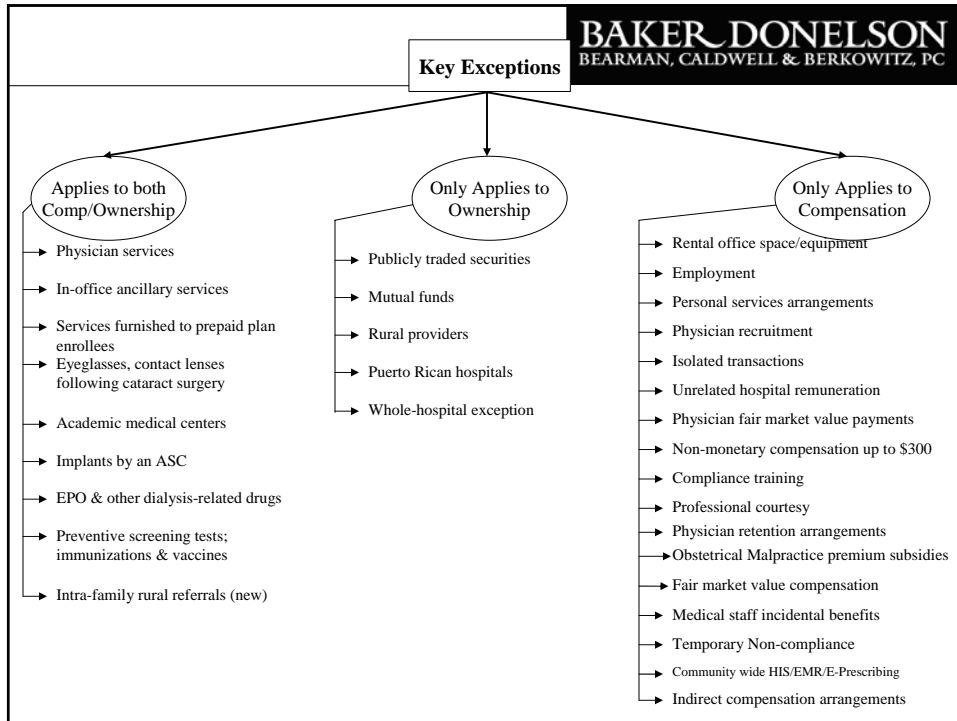 BAKER DONELSON
BEARMAN, CALDWELL & BERKOWITZ, PC
Key Exceptions
Applies to both
Comp/Ownership
Physician services
In-office ancillary services
Services furnished to prepaid plan
enrollees
Eyeglasses, contact lenses
following cataract surgery
Academic medical centers
Implants by an ASC
EPO & other dialysis-related drugs
Preventive screening tests;
immunizations & vaccines
Intra-family rural referrals (new)
Only Applies to
Ownership
Publicly traded securities
Mutual funds
Rural providers
Puerto Rican hospitals
Whole-hospital exception
Only Applies to
Compensation
Rental office space/equipment
Employment
Personal services arrangements
Physician recruitment
Isolated transactions
Unrelated hospital remuneration
Physician fair market value payments
Non-monetary compensation up to $300
Compliance training
Professional courtesy
Physician retention arrangements
Obstetrical Malpractice premium subsidies
Fair market value compensation
Medical staff incidental benefits
Temporary Non-compliance
Community wide HIS/EMR/E-Prescribing
Indirect compensation arrangements